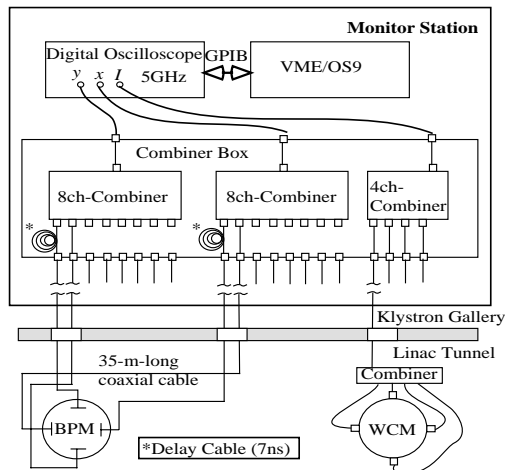 Monitor Station
Digital Oscilloscope
GPIB
y x I 5GHz
VME/OS9
Combiner Box
8ch-Combiner
8ch-Combiner
4ch-
Combiner
*
*
Klystron Gallery
Linac Tunnel
35-m-long
coaxial cable
Combiner
BPM
WCM
*Delay Cable (7ns)